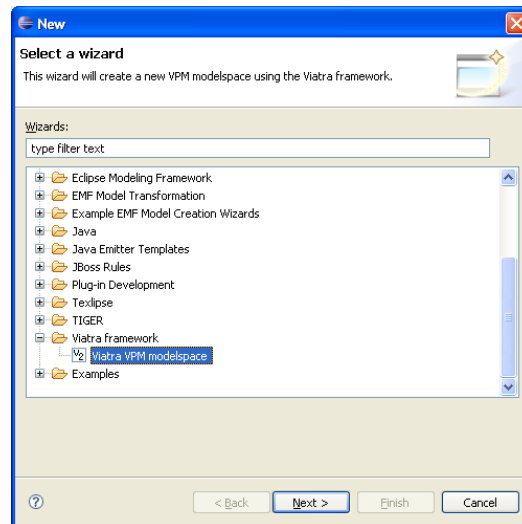 New
Select a wizard
This wizard will create a new VPM modelspace using the Viatra framework.
Wizards:
type filter text
Eclipse Modeling Framework
EMF Model Transformation
Example EMF Model Creation Wizards
Java
Java Emitter Templates
JBoss Rules
Plug-in Development
Texlipse
TIGER
Viatra framework
V2 Viatra VPM modelspace
Examples
? < Back Next > Finish Cancel